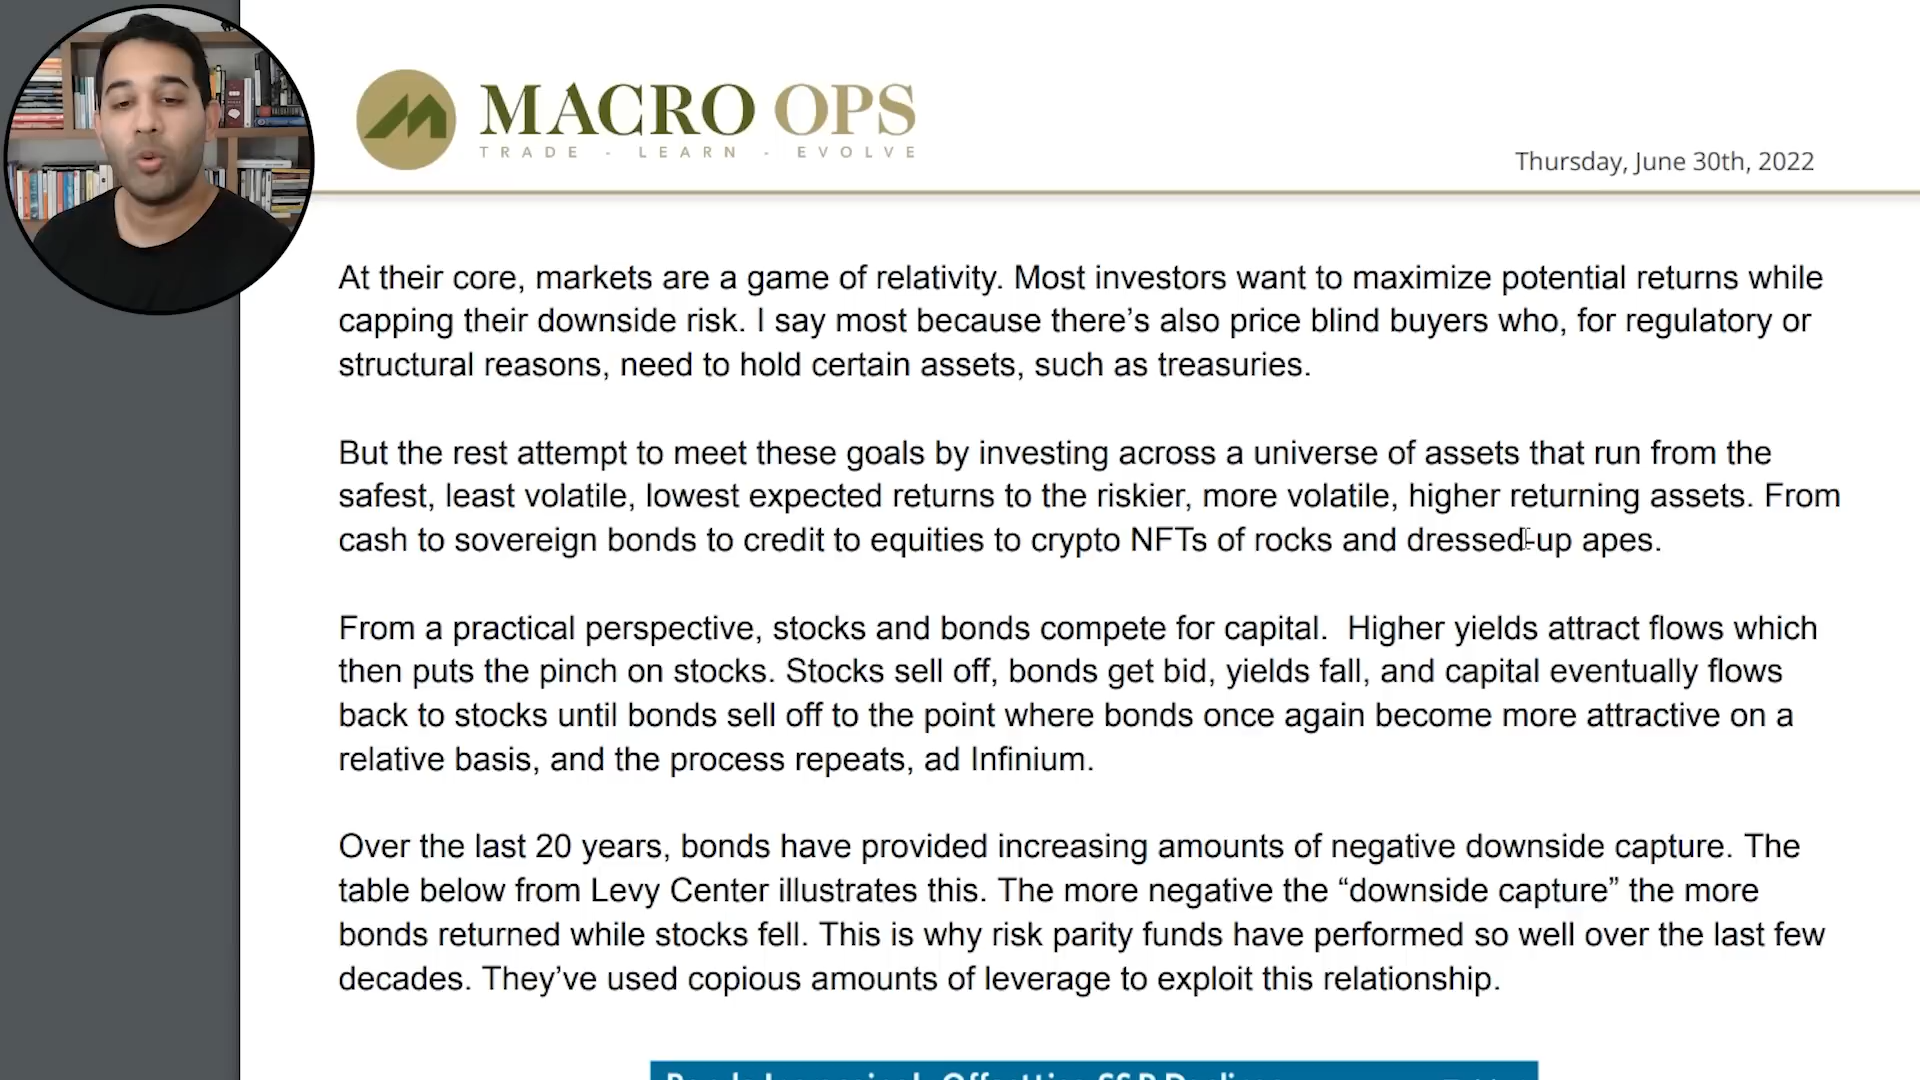 MACRO OPS
TRADE - LEARN - EVOLVE
Thursday, June 30th, 2022
At their core, markets are a game of relativity. Most investors want to maximize potential returns while
capping their downside risk. I say most because there’s also price blind buyers who, for regulatory or
structural reasons, need to hold certain assets, such as treasuries.
But the rest attempt to meet these goals by investing across a universe of assets that run from the
safest, least volatile, lowest expected returns to the riskier, more volatile, higher returning assets. From
cash to sovereign bonds to credit to equities to crypto NFTs of rocks and dressed-up apes.
From a practical perspective, stocks and bonds compete for capital.  Higher yields attract flows which
then puts the pinch on stocks. Stocks sell off, bonds get bid, yields fall, and capital eventually flows
back to stocks until bonds sell off to the point where bonds once again become more attractive on a
relative basis, and the process repeats, ad Infinium.
Over the last 20 years, bonds have provided increasing amounts of negative downside capture. The
table below from Levy Center illustrates this. The more negative the “downside capture” the more
bonds returned while stocks fell. This is why risk parity funds have performed so well over the last few
decades. They’ve used copious amounts of leverage to exploit this relationship.